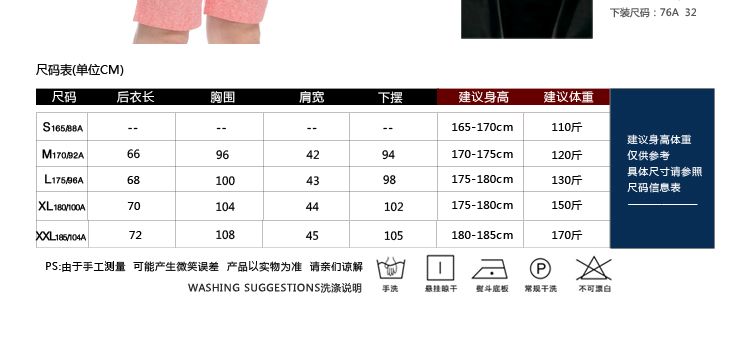 下装尺码：76A 32
尺码表(单位CM)
尺码 后衣长 胸围 肩宽 下摆 建议身高 建议体重
S165/88A -- -- -- -- 165-170cm 110斤
M170/92A 66 96 42 94 170-175cm 120斤
L175/96A 68 100 43 98 175-180cm 130斤
XL180/100A 70 104 44 102 175-180cm 150斤
XXL185/104A 72 108 45 105 180-185cm 170斤
建议身高体重
仅供参考
具体尺寸请参照
尺码信息表
PS:由于手工测量 可能产生微笑误差 产品以实物为准 请亲们谅解
WASHING SUGGESTIONS洗涤说明
手洗 悬挂晾干 熨斗底板 常规干洗 不可漂白
P